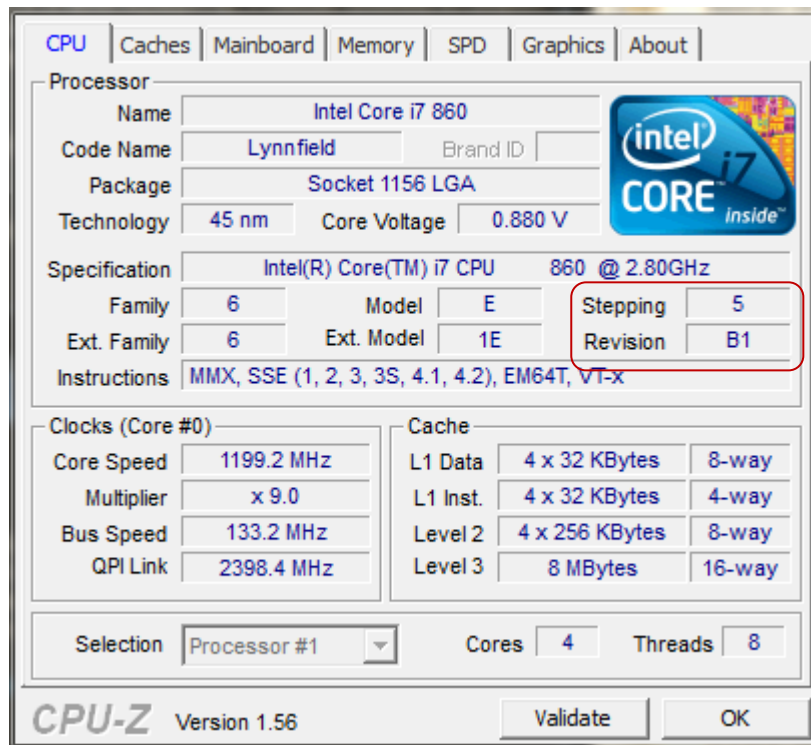 CPU Caches Mainboard Memory SPD Graphics About
Processor
Name Intel Core i7 860
Code Name Lynnfield Brand ID
Package Socket 1156 LGA
Technology 45 nm Core Voltage 0.880 V
intel i7
CORE inside™
Specification Intel(R) Core(TM) i7 CPU 860 @ 2.80GHz
Family 6 Model E Stepping 5
Ext. Family 6 Ext. Model 1E Revision B1
Instructions MMX, SSE (1, 2, 3, 3S, 4.1, 4.2), EM64T, VT-x
Clocks (Core #0) Cache
Core Speed 1199.2 MHz L1 Data 4 x 32 KBytes 8-way
Multiplier x 9.0 L1 Inst. 4 x 32 KBytes 4-way
Bus Speed 133.2 MHz Level 2 4 x 256 KBytes 8-way
QPI Link 2398.4 MHz Level 3 8 MBytes 16-way
Selection Processor #1 Cores 4 Threads 8
CPU-Z Version 1.56 Validate OK